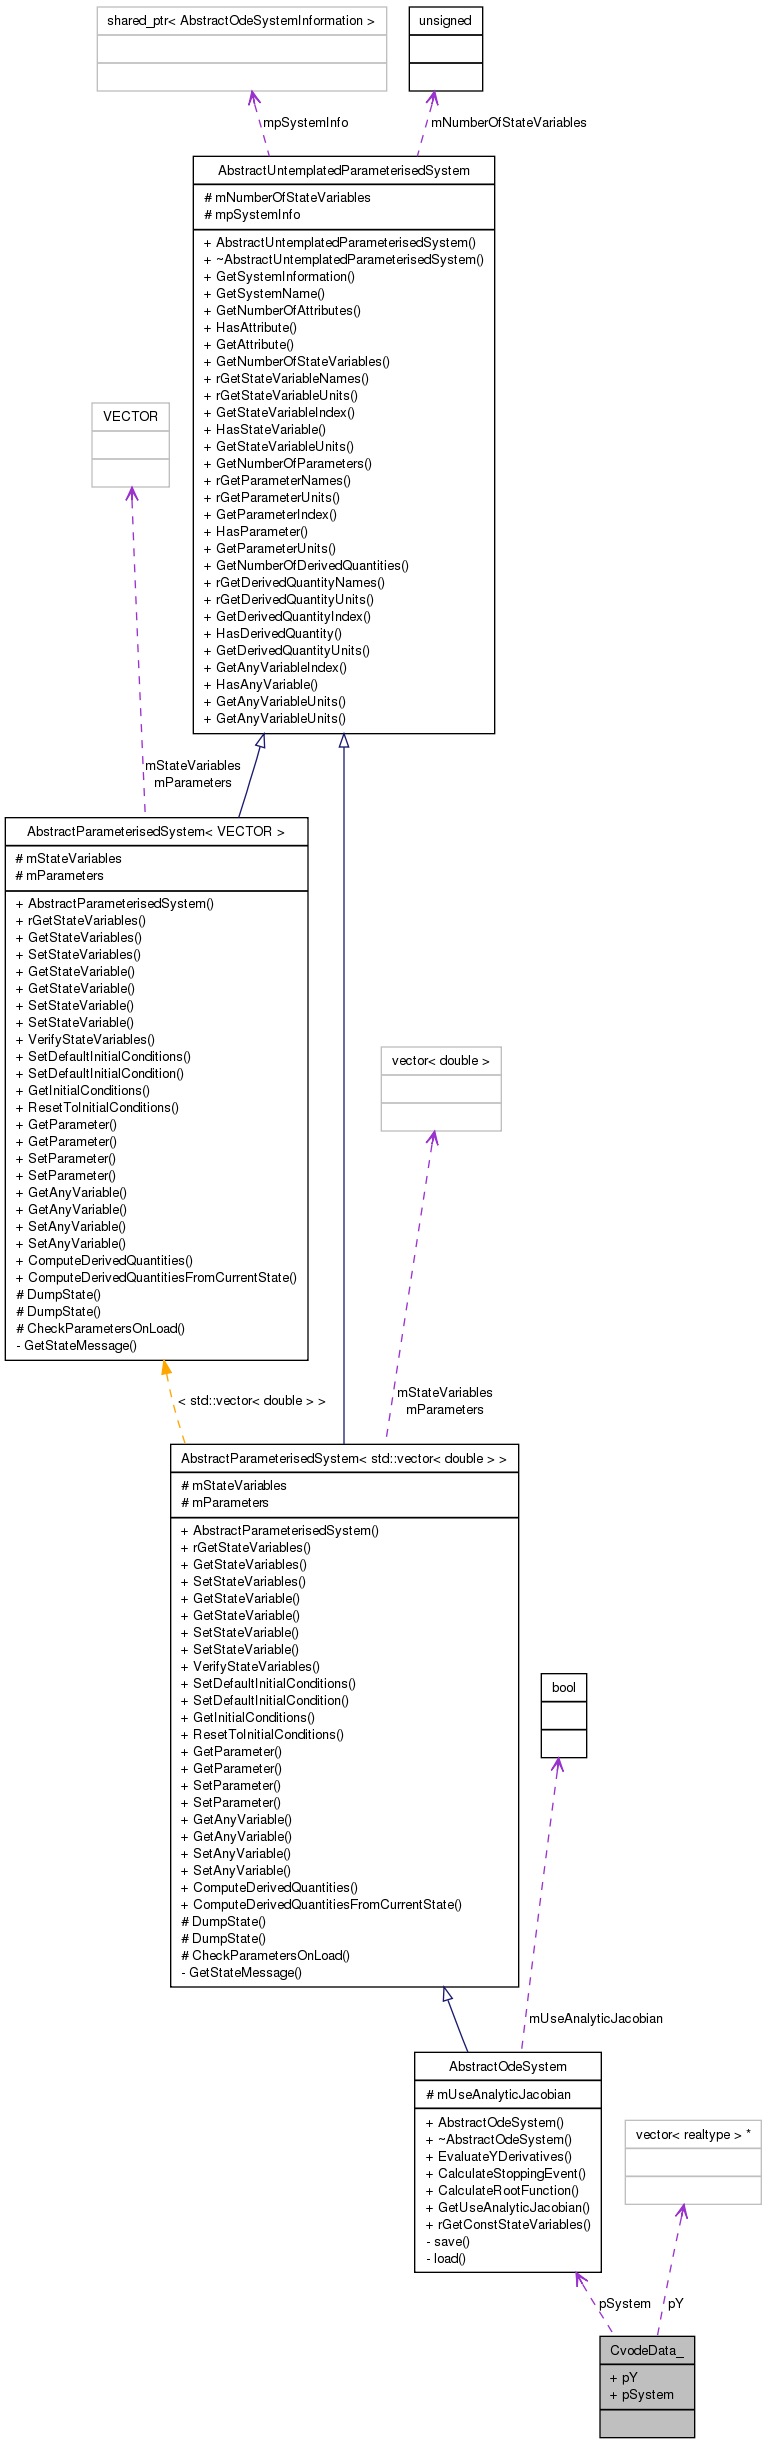 shared_ptr< AbstractOdeSystemInformation >
unsigned
mpSystemInfo
mNumberOfStateVariables
AbstractUntemplatedParameterisedSystem
# mNumberOfStateVariables
# mpSystemInfo
+ AbstractUntemplatedParameterisedSystem()
+ ~AbstractUntemplatedParameterisedSystem()
+ GetSystemInformation()
+ GetSystemName()
+ GetNumberOfAttributes()
+ HasAttribute()
+ GetAttribute()
+ GetNumberOfStateVariables()
+ rGetStateVariableNames()
+ rGetStateVariableUnits()
+ GetStateVariableIndex()
+ HasStateVariable()
+ GetStateVariableUnits()
+ GetNumberOfParameters()
+ rGetParameterNames()
+ rGetParameterUnits()
+ GetParameterIndex()
+ HasParameter()
+ GetParameterUnits()
+ GetNumberOfDerivedQuantities()
+ rGetDerivedQuantityNames()
+ rGetDerivedQuantityUnits()
+ GetDerivedQuantityIndex()
+ HasDerivedQuantity()
+ GetDerivedQuantityUnits()
+ GetAnyVariableIndex()
+ HasAnyVariable()
+ GetAnyVariableUnits()
+ GetAnyVariableUnits()
VECTOR
mStateVariables
mParameters
AbstractParameterisedSystem< VECTOR >
# mStateVariables
# mParameters
+ AbstractParameterisedSystem()
+ rGetStateVariables()
+ GetStateVariables()
+ SetStateVariables()
+ GetStateVariable()
+ GetStateVariable()
+ SetStateVariable()
+ SetStateVariable()
+ VerifyStateVariables()
+ SetDefaultInitialConditions()
+ SetDefaultInitialCondition()
+ GetInitialConditions()
+ ResetToInitialConditions()
+ GetParameter()
+ GetParameter()
+ SetParameter()
+ SetParameter()
+ GetAnyVariable()
+ GetAnyVariable()
+ SetAnyVariable()
+ SetAnyVariable()
+ ComputeDerivedQuantities()
+ ComputeDerivedQuantitiesFromCurrentState()
# DumpState()
# DumpState()
# CheckParametersOnLoad()
- GetStateMessage()
vector< double >
mStateVariables
mParameters
< std::vector< double > >
AbstractParameterisedSystem< std::vector< double > >
# mStateVariables
# mParameters
+ AbstractParameterisedSystem()
+ rGetStateVariables()
+ GetStateVariables()
+ SetStateVariables()
+ GetStateVariable()
+ GetStateVariable()
+ SetStateVariable()
+ SetStateVariable()
+ VerifyStateVariables()
+ SetDefaultInitialConditions()
+ SetDefaultInitialCondition()
+ GetInitialConditions()
+ ResetToInitialConditions()
+ GetParameter()
+ GetParameter()
+ SetParameter()
+ SetParameter()
+ GetAnyVariable()
+ GetAnyVariable()
+ SetAnyVariable()
+ SetAnyVariable()
+ ComputeDerivedQuantities()
+ ComputeDerivedQuantitiesFromCurrentState()
# DumpState()
# DumpState()
# CheckParametersOnLoad()
- GetStateMessage()
bool
mUseAnalyticJacobian
AbstractOdeSystem
# mUseAnalyticJacobian
+ AbstractOdeSystem()
+ ~AbstractOdeSystem()
+ EvaluateYDerivatives()
+ CalculateStoppingEvent()
+ CalculateRootFunction()
+ GetUseAnalyticJacobian()
+ rGetConstStateVariables()
- save()
- load()
vector< realtype > *
pSystem
pY
CvodeData_
+ pY
+ pSystem